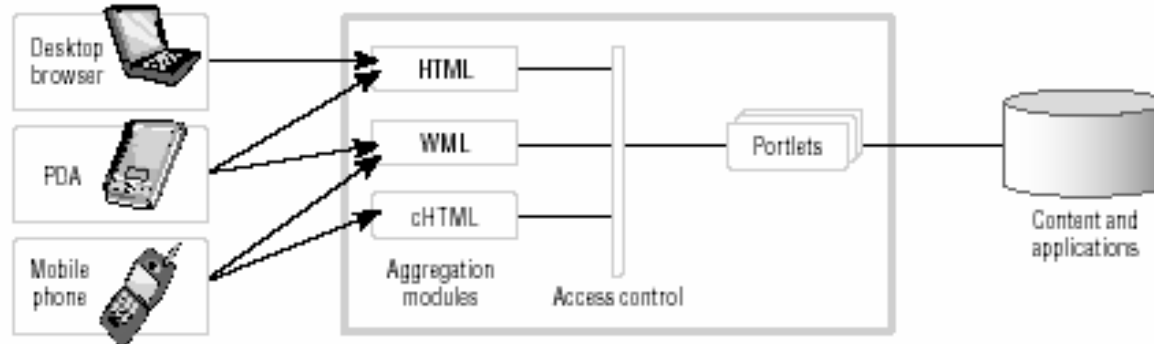 Desktop
browser
PDA
Mobile
phone
HTML
WML
cHTML
Aggregation
modules
Access control
Portlets
Content and
applications